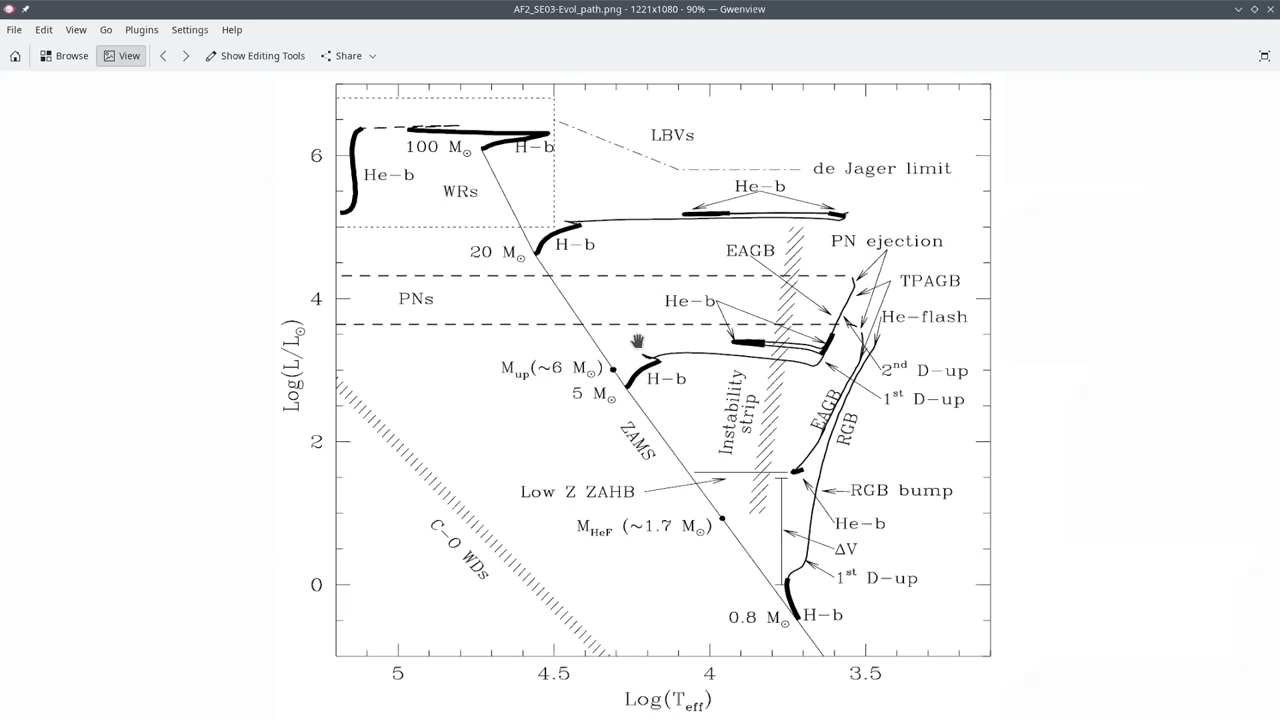 AF2_SE03-Evol_path.png - 1221x1080 - 90% — Gwenview
File Edit View Go Plugins Settings Help
Browse View Show Editing Tools Share
LBVs
100 M☉
H-b
de Jager limit
He-b
WRs
He-b
20 M☉
H-b
EAGB
PN ejection
PNs
He-b
TPAGB
He-flash
Mup(~6 M☉)
5 M☉
H-b
2nd D-up
1st D-up
Instability
strip
EAGB
RGB
ZAMS
Low Z ZAHB
RGB bump
MHeF (~1.7 M☉)
He-b
ΔV
C-O WDs
1st D-up
0.8 M☉
H-b
6
4
2
0
Log(L/L☉)
5 4.5 4 3.5
Log(Teff)